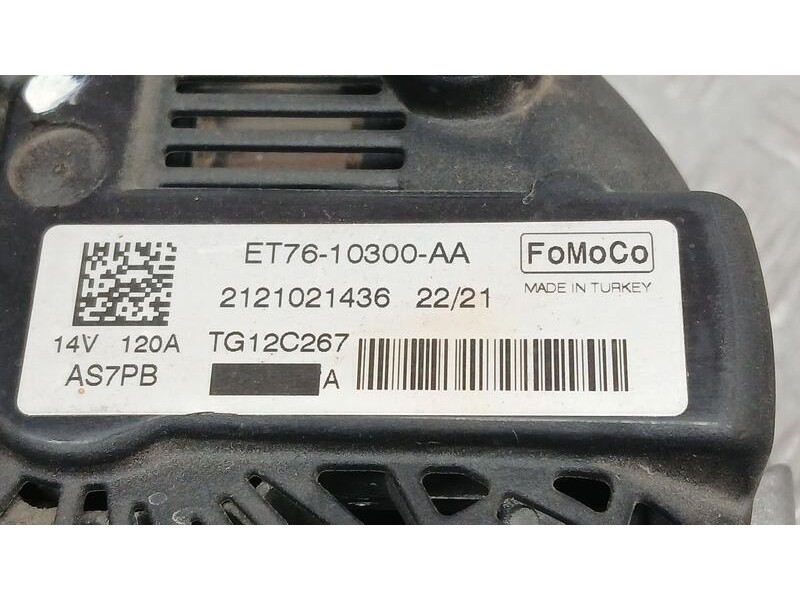 ET76-10300-AA FoMoCo
2121021436 22/21 MADE IN TURKEY
14V 120A TG12C267
AS7PB A